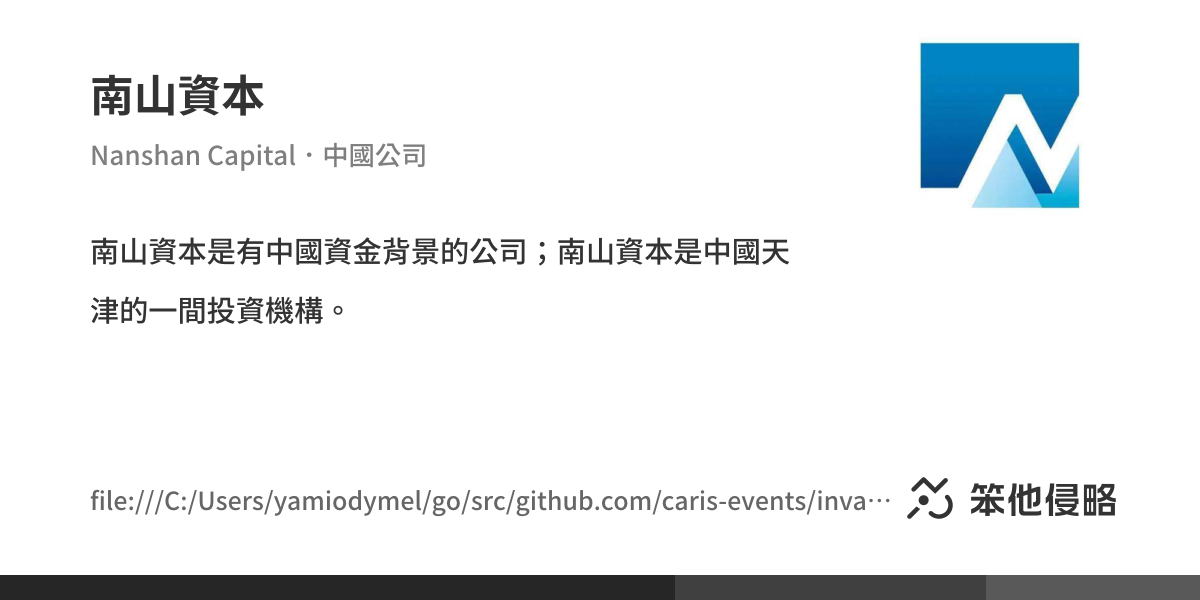 南山資本
Nanshan Capital・中國公司
南山資本是有中國資金背景的公司；南山資本是中國天
津的一間投資機構。
file:///C:/Users/yamiodymel/go/src/github.com/caris-events/inva…
笨他侵略